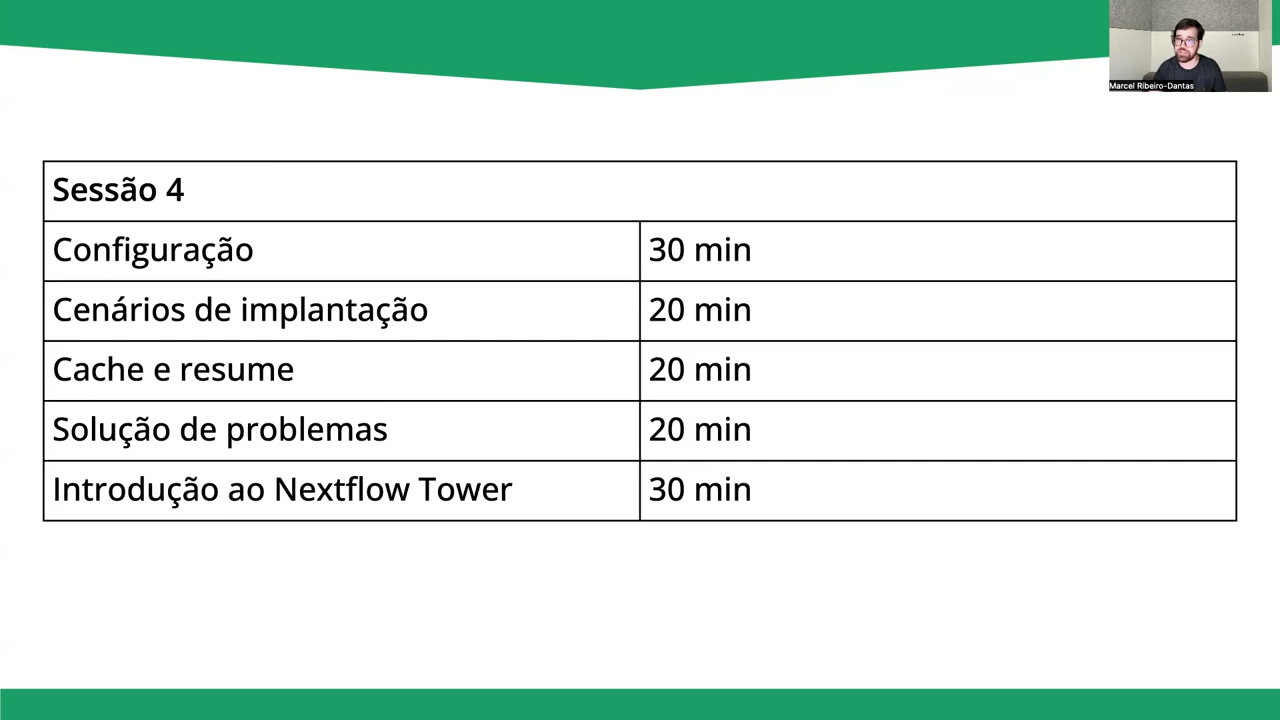 Marcel Ribeiro-Dantas
Sessão 4
Configuração 30 min
Cenários de implantação 20 min
Cache e resume 20 min
Solução de problemas 20 min
Introdução ao Nextflow Tower 30 min